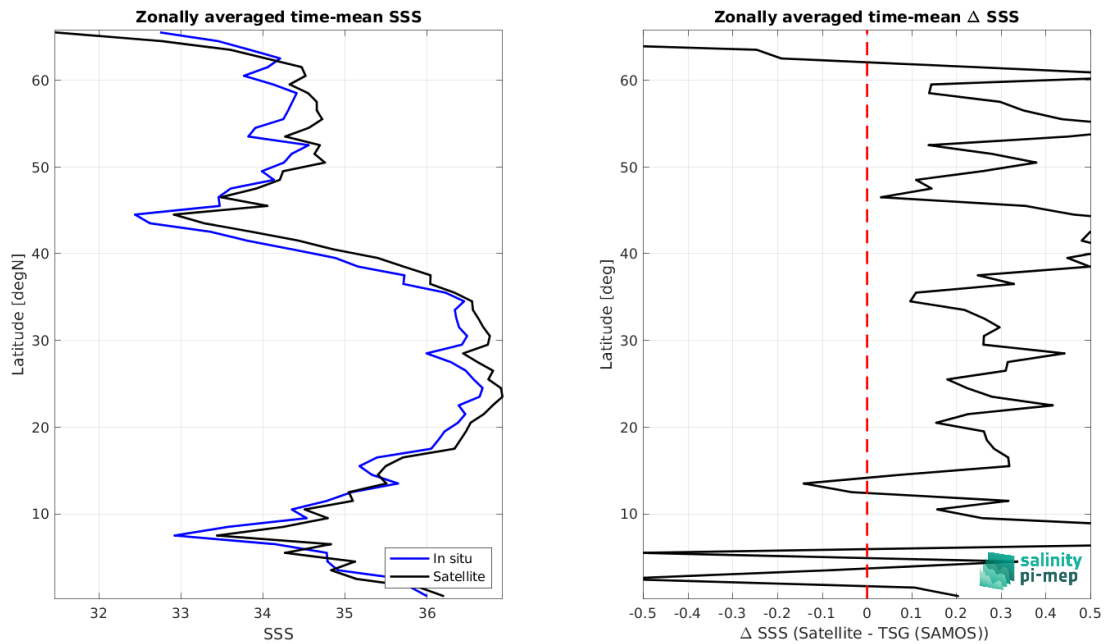 Zonally averaged time-mean SSS
Latitude [degN]
60
50
40
30
20
10
32
33
34
35
36
SSS
In situ
Satellite
Zonally averaged time-mean Δ SSS
Latitude [deg]
60
50
40
30
20
10
-0.5
-0.4
-0.3
-0.2
-0.1
0
0.1
0.2
0.3
0.4
0.5
Δ SSS (Satellite - TSG (SAMOS))
salinity
pi-mep